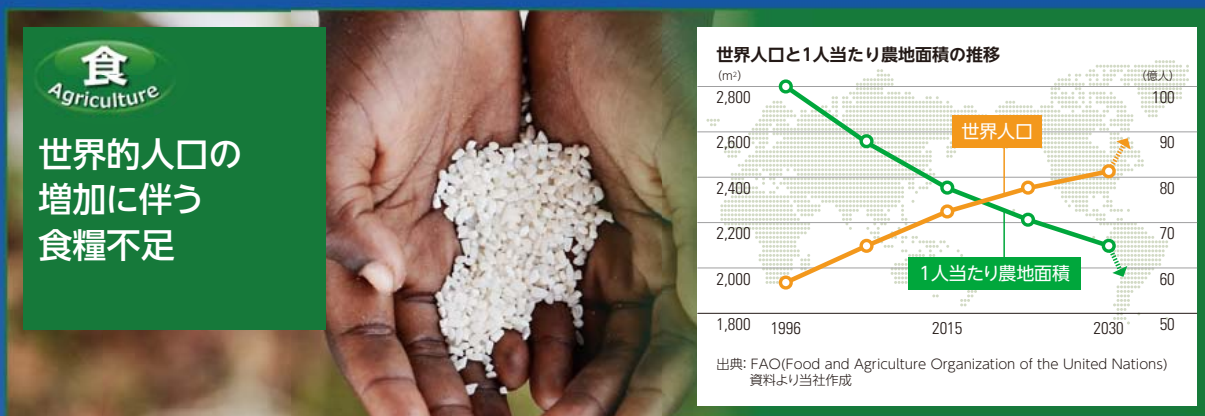 食
Agriculture
世界的人口の
増加に伴う
食糧不足
世界人口と1人当たり農地面積の推移
(m²)
(億人)
2,800
100
2,600
90
2,400
80
2,200
70
2,000
60
1,800
50
世界人口
1人当たり農地面積
1996
2015
2030
出典: FAO(Food and Agriculture Organization of the United Nations)
資料より当社作成